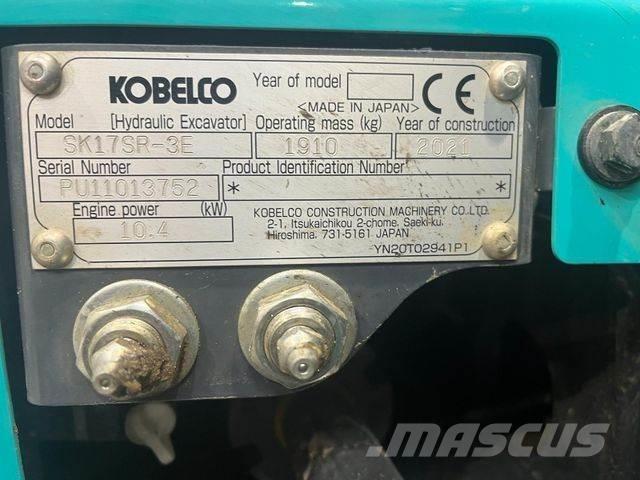 KOBELCO Year of model CE
<MADE IN JAPAN>
Model [Hydraulic Excavator] Operating mass (kg) Year of construction
SK17SR-3E 1910 2021
Serial Number Product Identification Number
PU11013752 * *
Engine power (kW)
10.4
KOBELCO CONSTRUCTION MACHINERY CO.,LTD.
2-1, Itsukaichikou 2-chome, Saeki-ku,
Hiroshima, 731-5161 JAPAN
YN20T02941P1
MASCUS